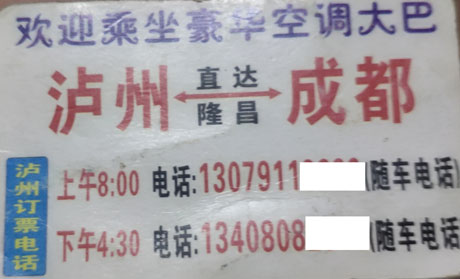 欢迎乘坐豪华空调大巴
泸州 直达 隆昌 成都
泸州订票电话
上午8:00 电话:1307911 (随车电话)
下午4:30 电话:1340808 (随车电话)